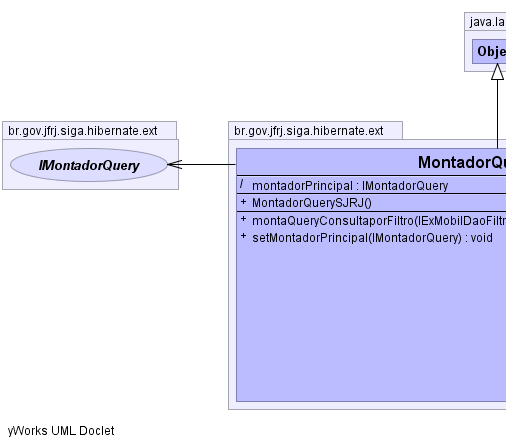 java.la
Obje
br.gov.jfrj.siga.hibernate.ext
IMontadorQuery
br.gov.jfrj.siga.hibernate.ext
MontadorQu
/ montadorPrincipal : IMontadorQuery
+ MontadorQuerySJRJ()
+ montaQueryConsultaporFiltro(IExMobilDaoFiltr
+ setMontadorPrincipal(IMontadorQuery) : void
yWorks UML Doclet